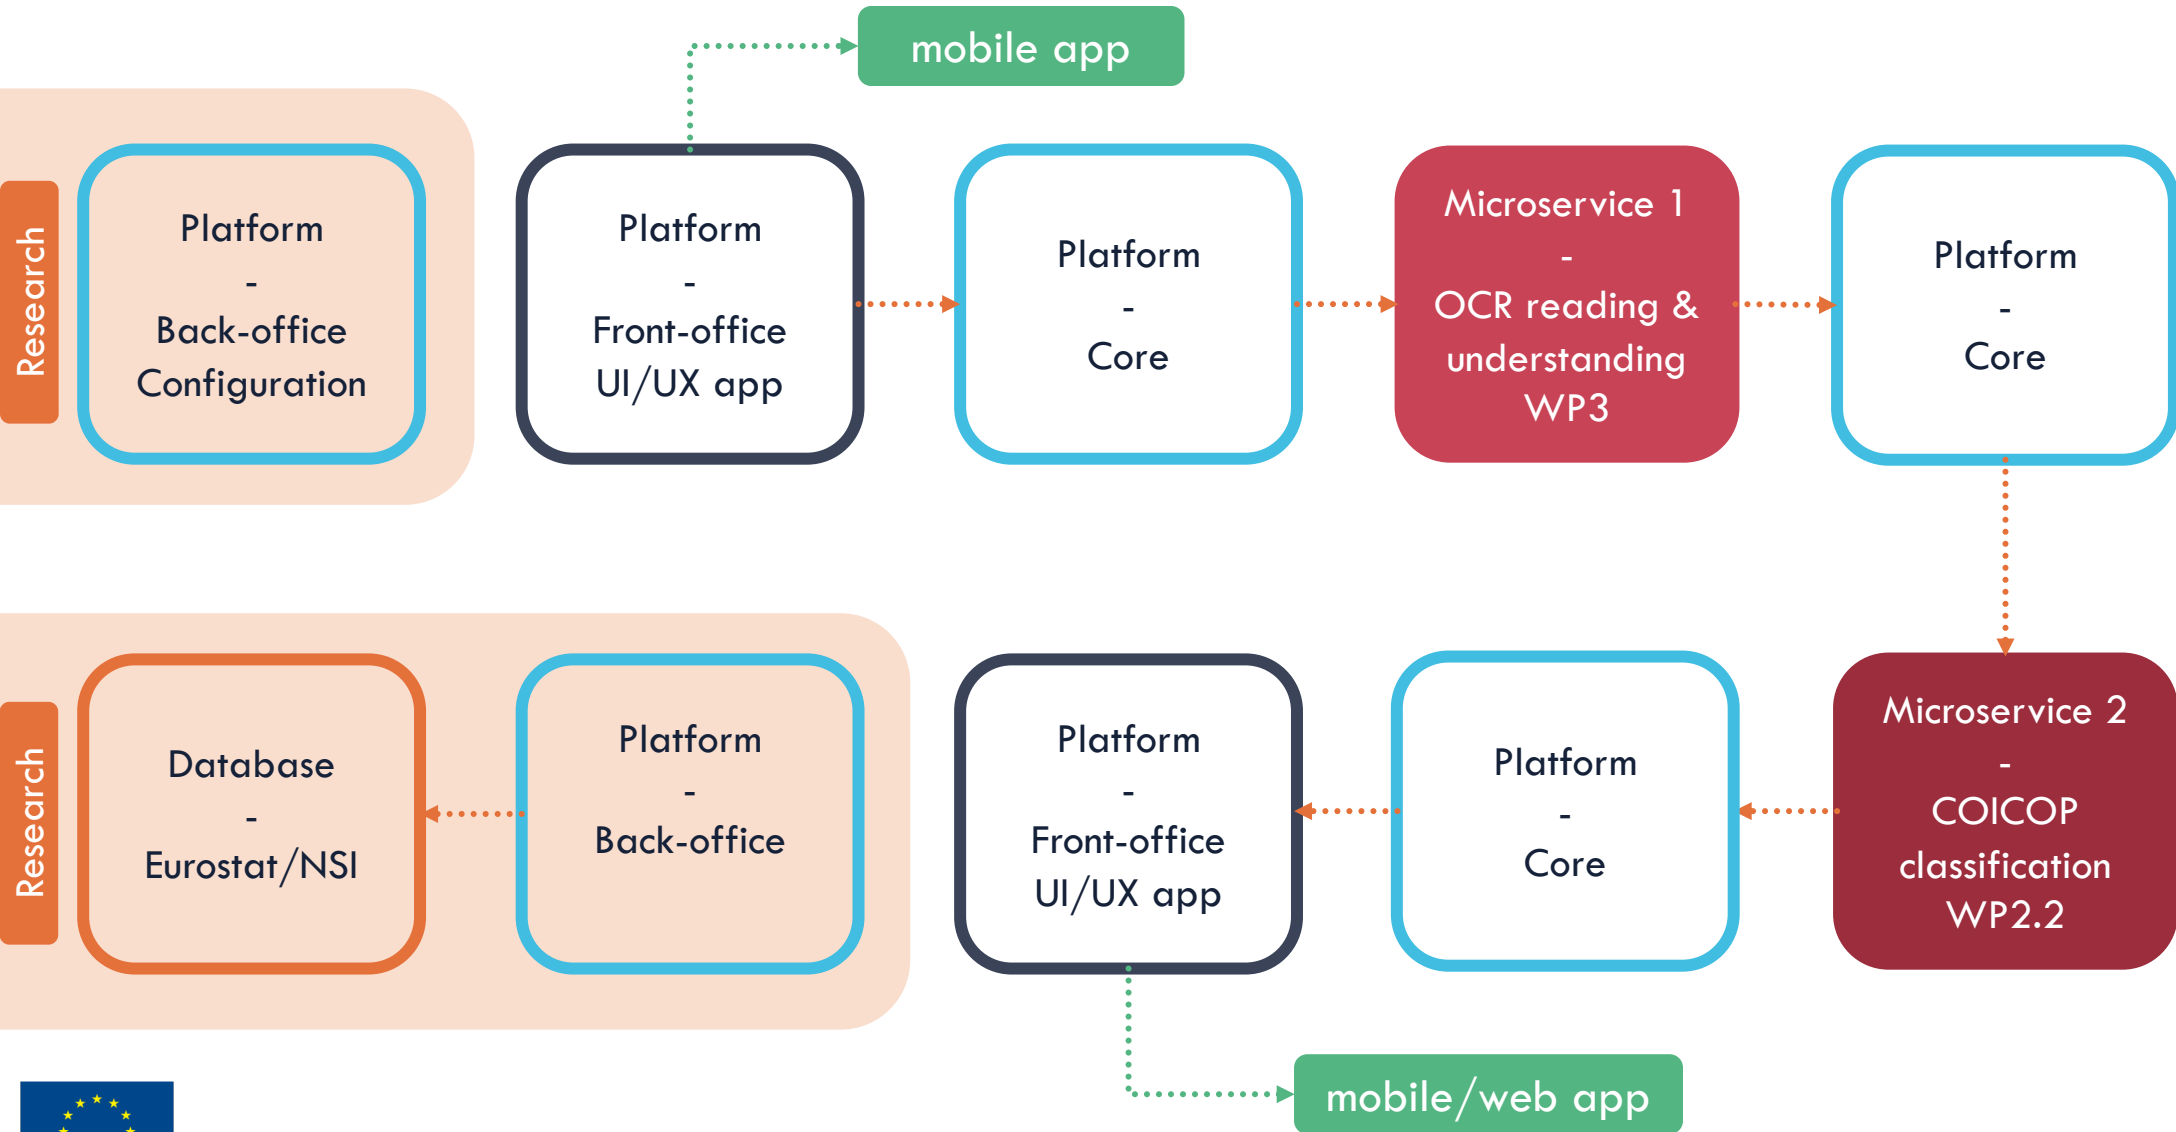 mobile app
Research
Platform
-
Back-office
Configuration
Platform
-
Front-office
UI/UX app
Platform
-
Core
Microservice 1
-
OCR reading &
understanding
WP3
Platform
-
Core
Research
Database
-
Eurostat/NSI
Platform
-
Back-office
Platform
-
Front-office
UI/UX app
Platform
-
Core
Microservice 2
-
COICOP
classification
WP2.2
mobile/web app